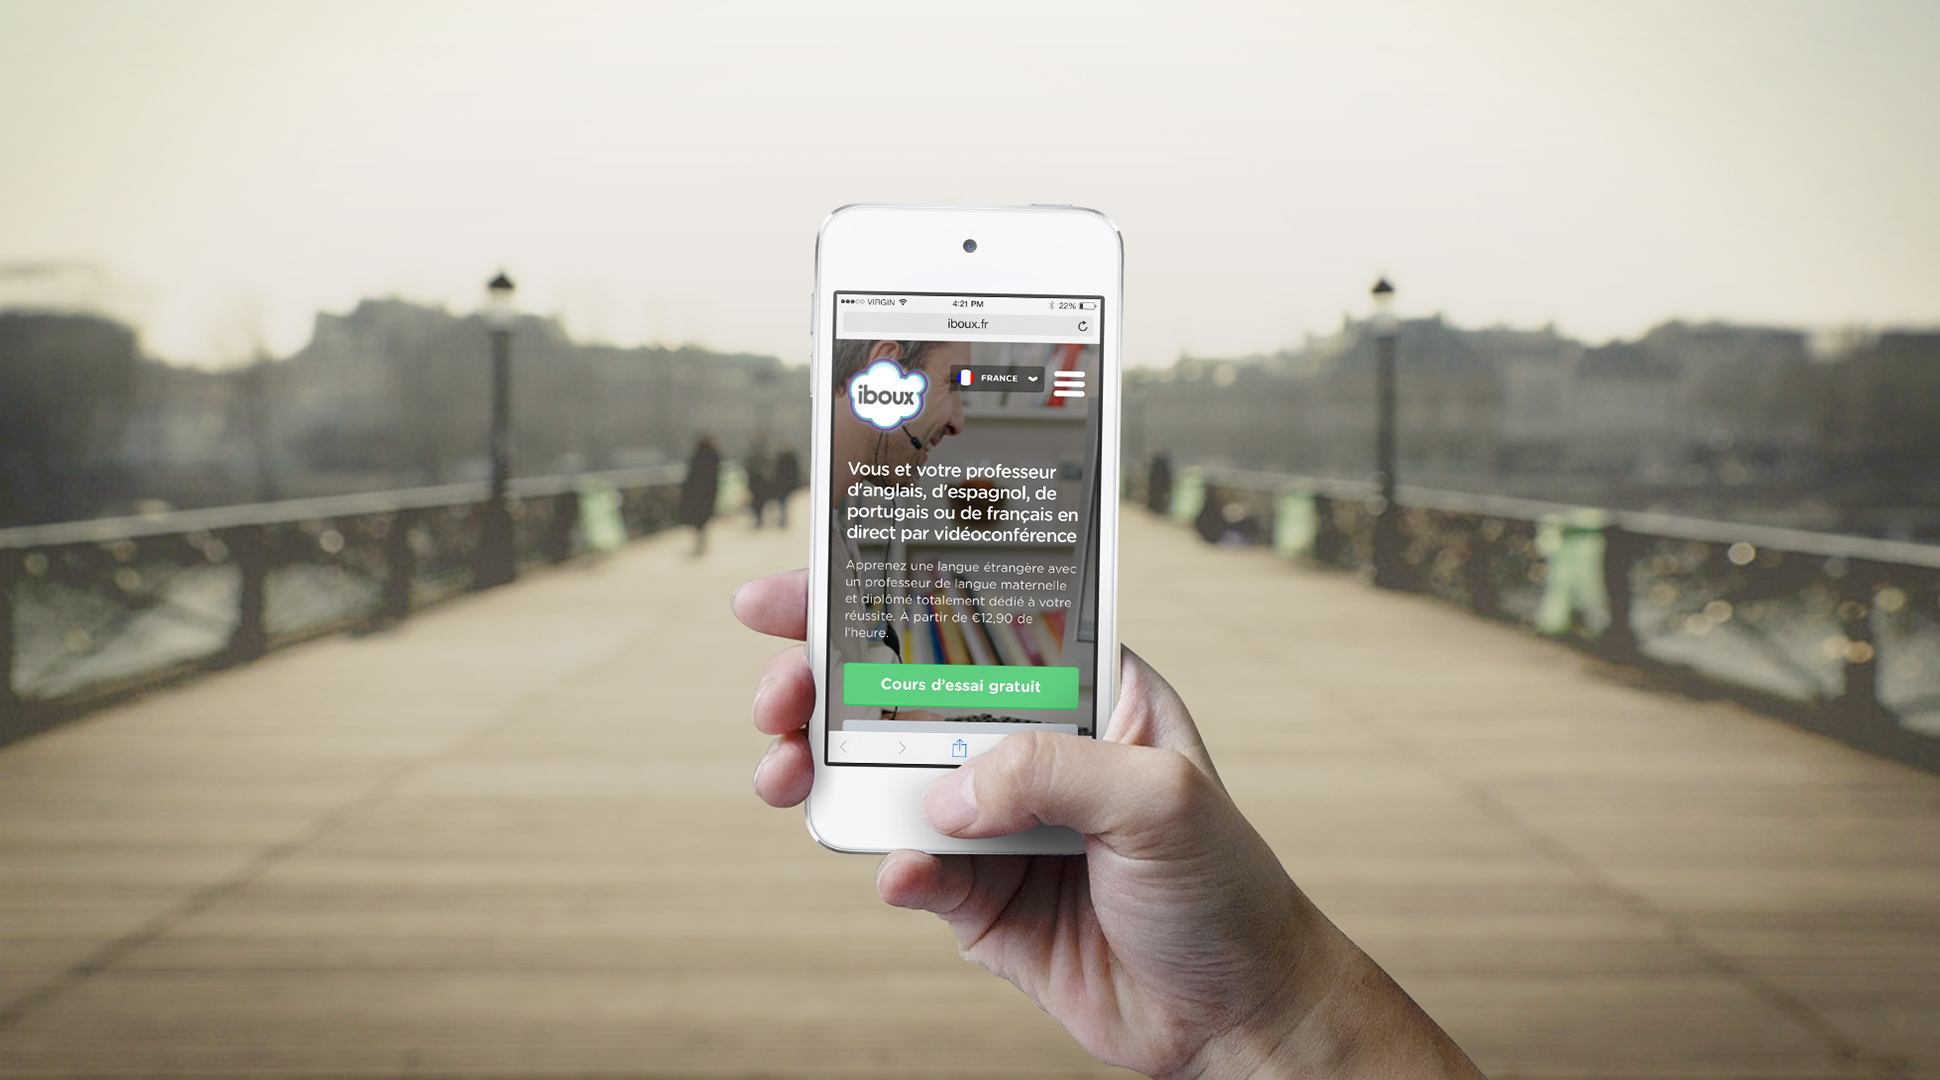 VIRGIN 4:21 PM 22%
iboux.fr
iboux FRANCE
Vous et votre professeur
d'anglais, d'espagnol, de
portugais ou de français en
direct par vidéoconférence
Apprenez une langue étrangère avec
un professeur de langue maternelle
et diplômé totalement dédié à votre
réussite. À partir de €12,90 de
l'heure.
Cours d'essai gratuit